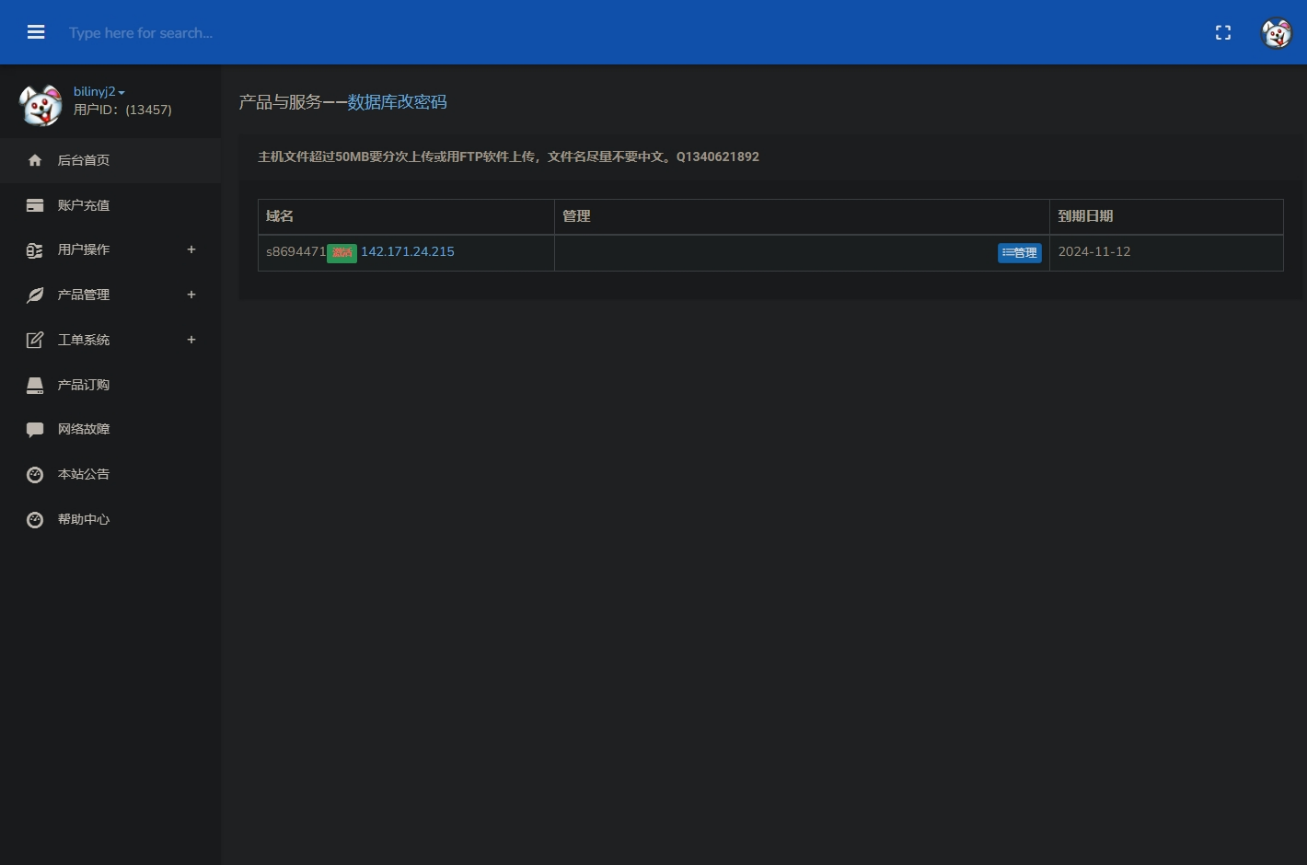 Type here for search...
bilinyj2
用户ID：(13457)
产品与服务——数据库改密码
后台首页
主机文件超过50MB要分次上传或用FTP软件上传，文件名尽量不要中文。Q1340621892
账户充值
域名 管理 到期日期
用户操作 +
s8694471 激活 142.171.24.215 管理 2024-11-12
产品管理 +
工单系统 +
产品订购
网络故障
本站公告
帮助中心